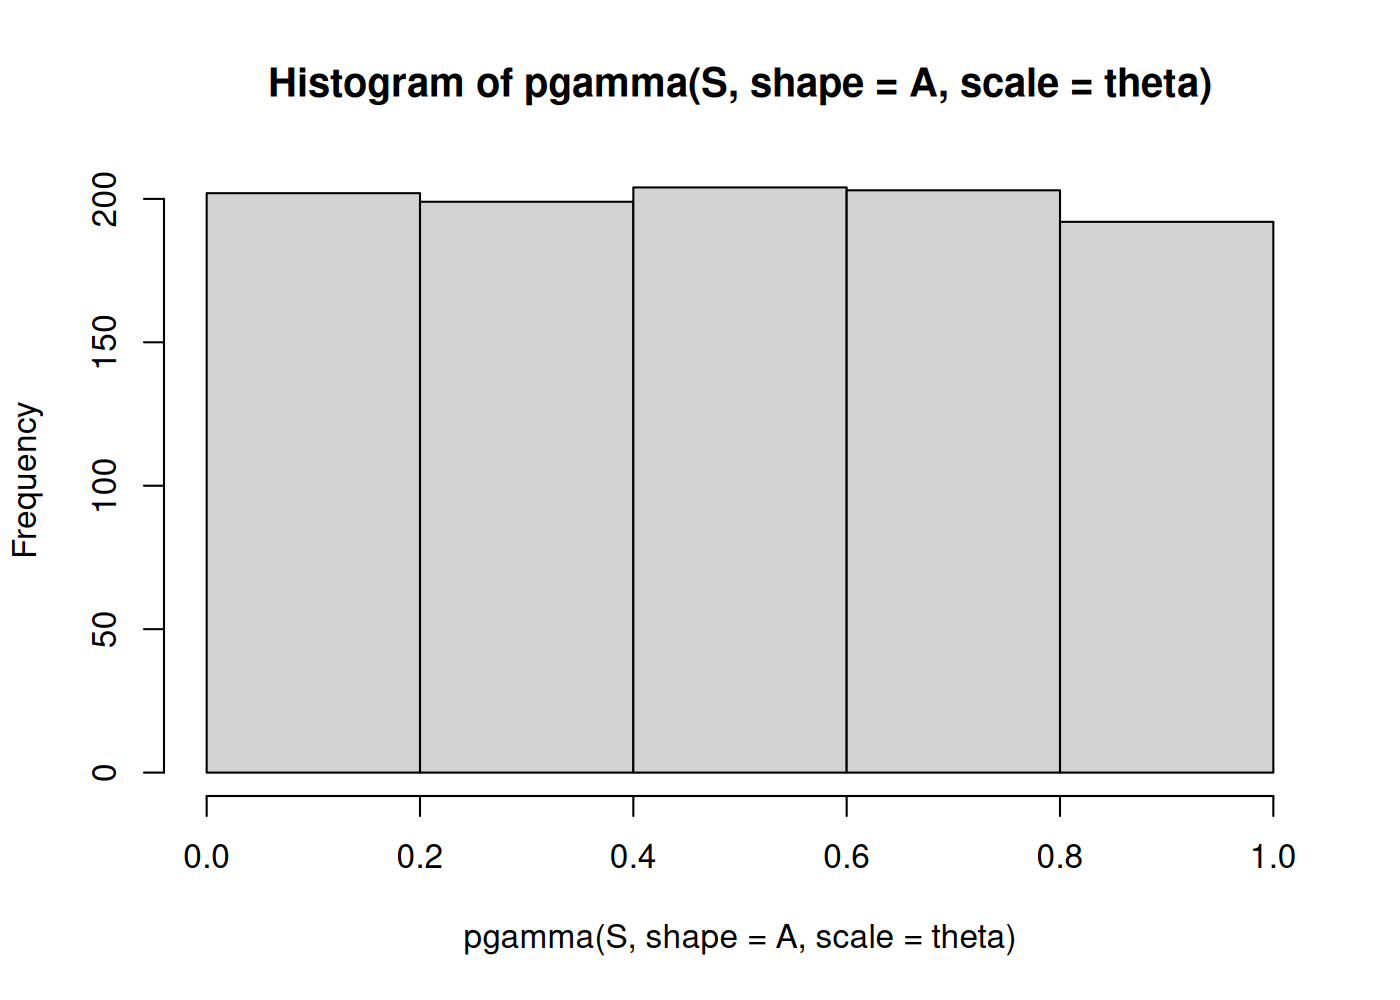 Histogram of pgamma(S, shape = A, scale = theta)
Frequency
200
150
100
50
0
0.0 0.2 0.4 0.6 0.8 1.0
pgamma(S, shape = A, scale = theta)